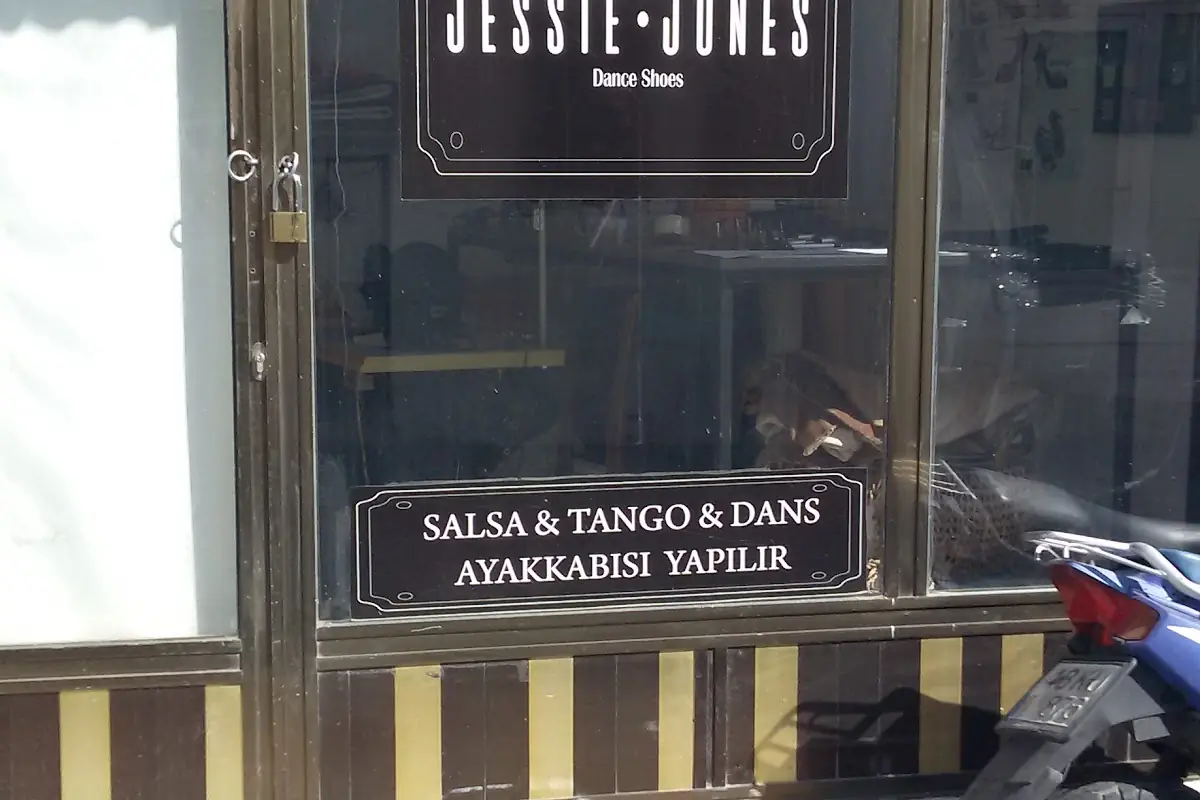 JESSIE • JONES
Dance Shoes
SALSA & TANGO & DANS
AYAKKABISI YAPILIR